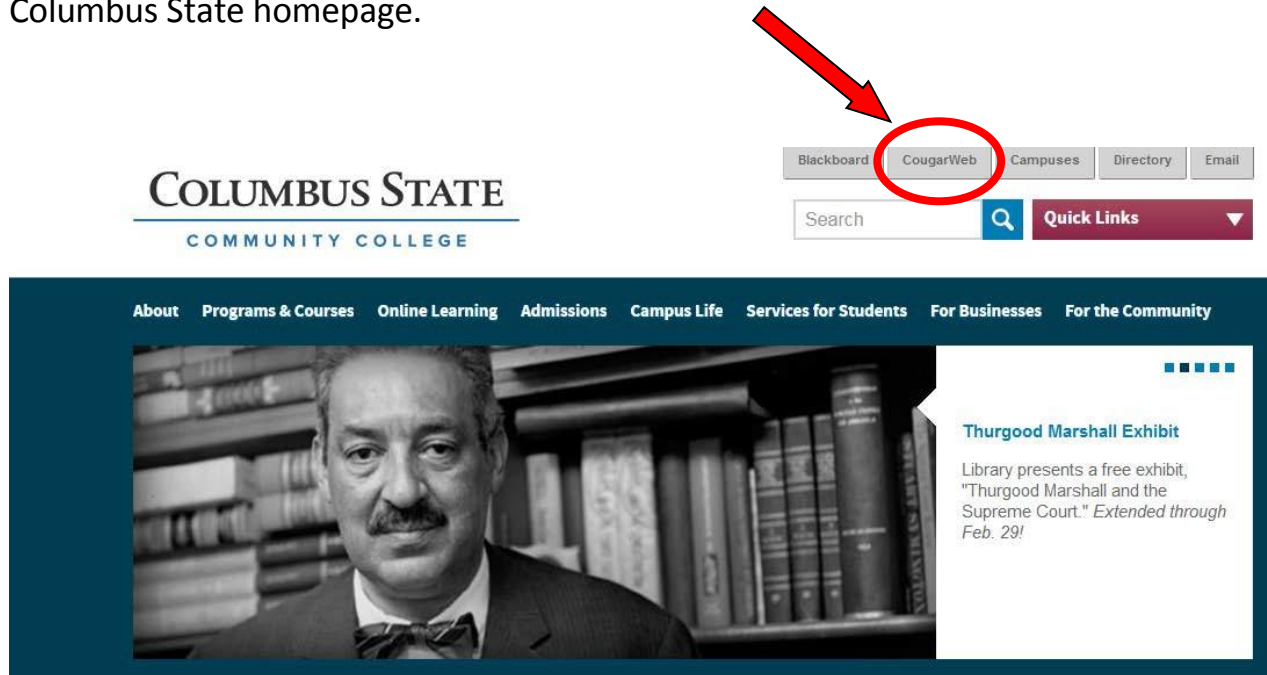 Columbus State homepage.
Blackboard CougarWeb Campuses Directory Email
COLUMBUS STATE
COMMUNITY COLLEGE
Search Quick Links
About Programs & Courses Online Learning Admissions Campus Life Services for Students For Businesses For the Community
Thurgood Marshall Exhibit
Library presents a free exhibit,
"Thurgood Marshall and the
Supreme Court." Extended through
Feb. 29!